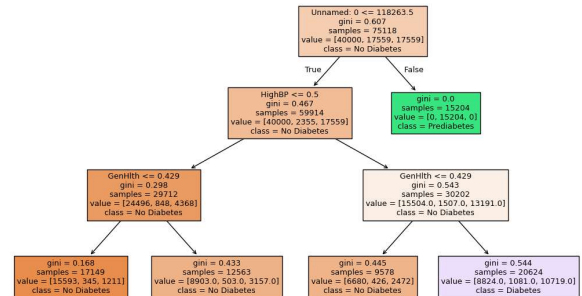 Unnamed: 0 <= 118263.5
gini = 0.607
samples = 75118
value = [40000, 17559, 17559]
class = No Diabetes
True
False
HighBP <= 0.5
gini = 0.467
samples = 59914
value = [40000, 2355, 17559]
class = No Diabetes
gini = 0.0
samples = 15204
value = [0, 15204, 0]
class = Prediabetes
GenHlth <= 0.429
gini = 0.298
samples = 29712
value = [24496, 848, 4368]
class = No Diabetes
GenHlth <= 0.429
gini = 0.543
samples = 30202
value = [15504.0, 1507.0, 13191.0]
class = No Diabetes
gini = 0.168
samples = 17149
value = [15593, 345, 1211]
class = No Diabetes
gini = 0.433
samples = 12563
value = [8903.0, 503.0, 3157.0]
class = No Diabetes
gini = 0.445
samples = 9578
value = [6680, 426, 2472]
class = No Diabetes
gini = 0.544
samples = 20624
value = [8824.0, 1081.0, 10719.0]
class = Diabetes